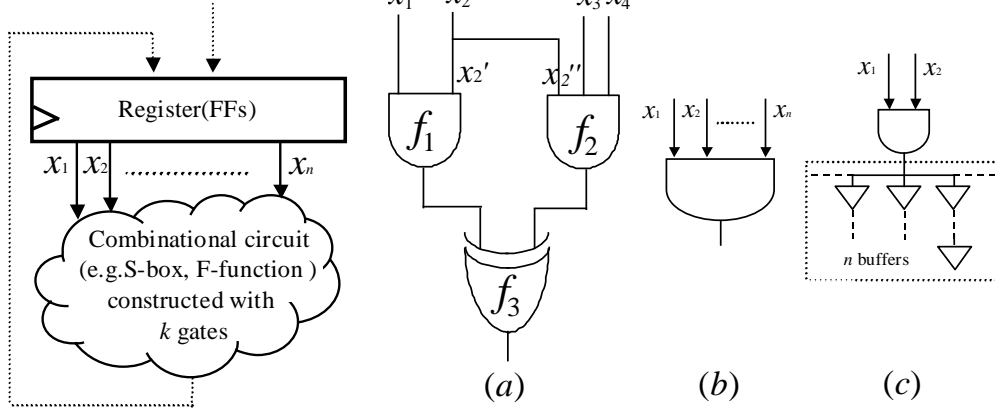 Register(FFs)
x1 x2 xn
Combinational circuit
(e.g.S-box, F-function )
constructed with
k gates
x1 x2 x3 x4
x2' x2''
f1 f2
f3
(a)
x1 x2 xn
(b)
x1 x2
n buffers
(c)